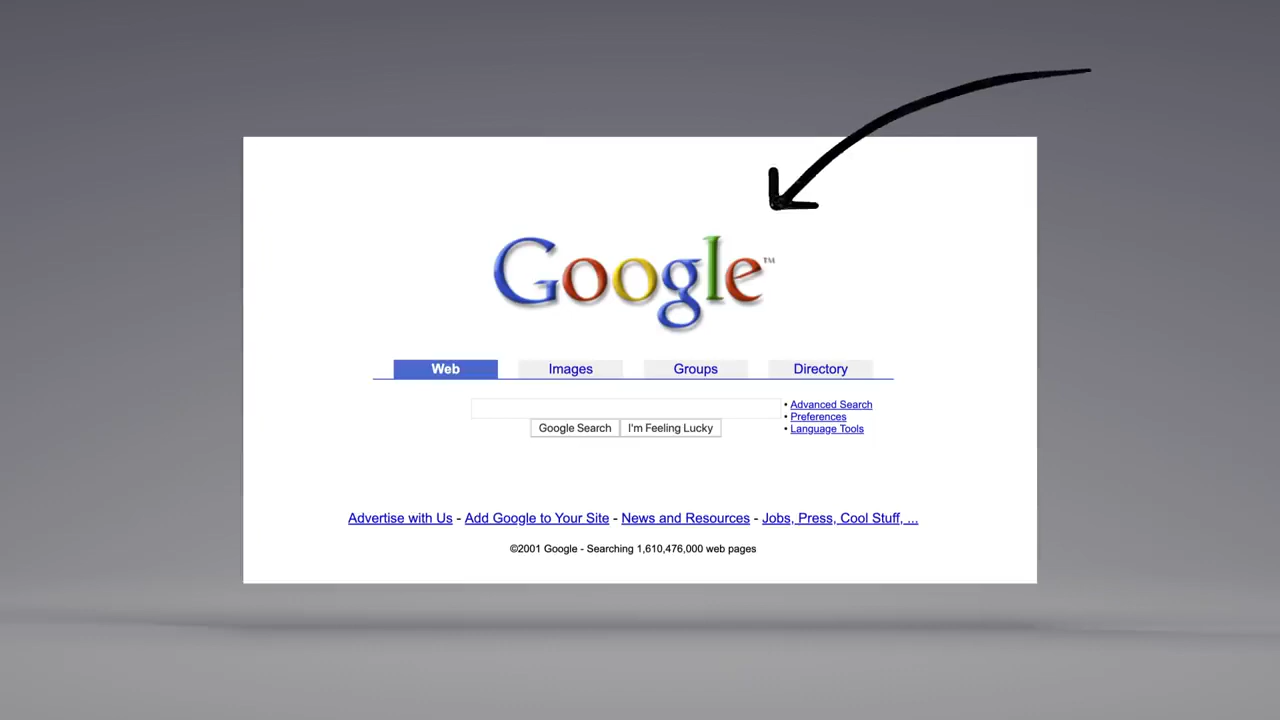 Google™
Web Images Groups Directory
• Advanced Search
• Preferences
• Language Tools
Google Search I'm Feeling Lucky
Advertise with Us - Add Google to Your Site - News and Resources - Jobs, Press, Cool Stuff, ...
©2001 Google - Searching 1,610,476,000 web pages